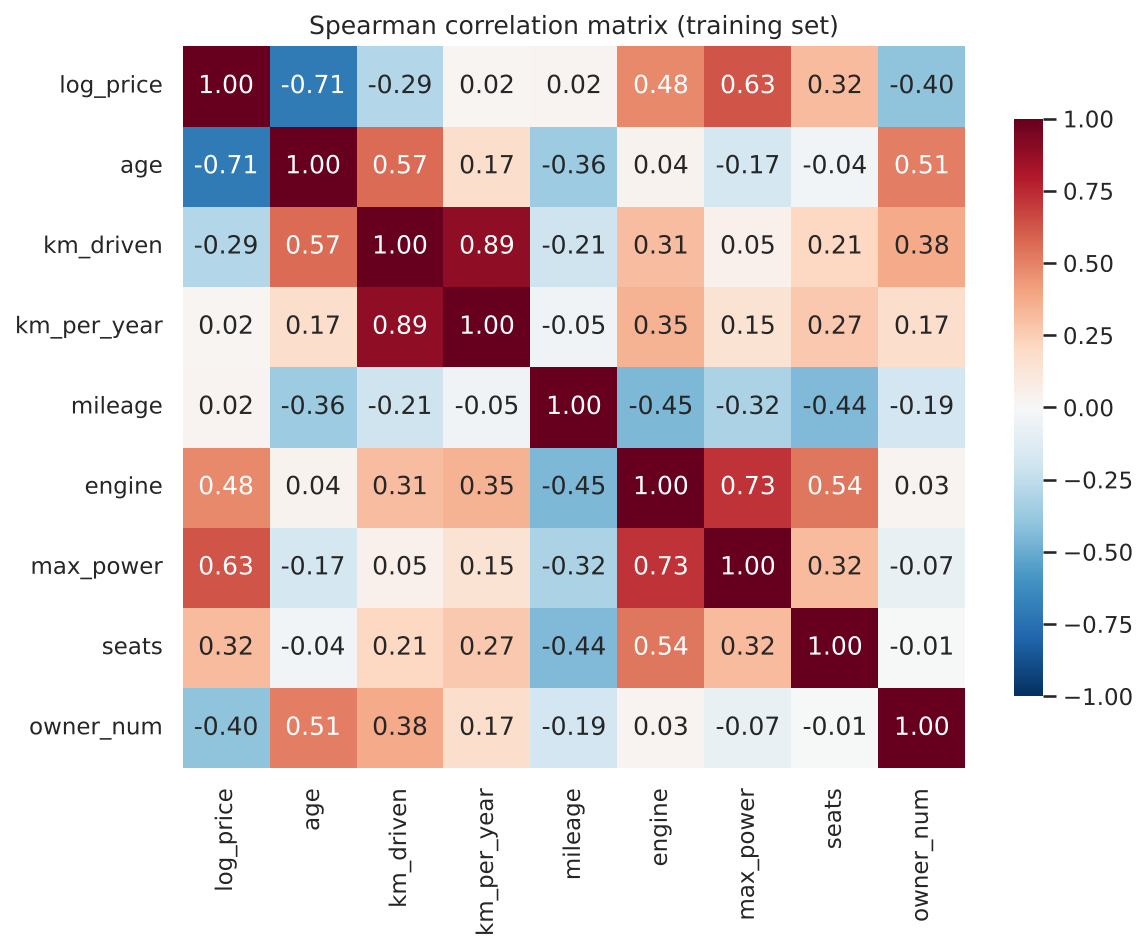 Spearman correlation matrix (training set)
log_price 1.00 -0.71 -0.29 0.02 0.02 0.48 0.63 0.32 -0.40
age -0.71 1.00 0.57 0.17 -0.36 0.04 -0.17 -0.04 0.51
km_driven -0.29 0.57 1.00 0.89 -0.21 0.31 0.05 0.21 0.38
km_per_year 0.02 0.17 0.89 1.00 -0.05 0.35 0.15 0.27 0.17
mileage 0.02 -0.36 -0.21 -0.05 1.00 -0.45 -0.32 -0.44 -0.19
engine 0.48 0.04 0.31 0.35 -0.45 1.00 0.73 0.54 0.03
max_power 0.63 -0.17 0.05 0.15 -0.32 0.73 1.00 0.32 -0.07
seats 0.32 -0.04 0.21 0.27 -0.44 0.54 0.32 1.00 -0.01
owner_num -0.40 0.51 0.38 0.17 -0.19 0.03 -0.07 -0.01 1.00
log_price age km_driven km_per_year mileage engine max_power seats owner_num
1.00
0.75
0.50
0.25
0.00
−0.25
−0.50
−0.75
−1.00